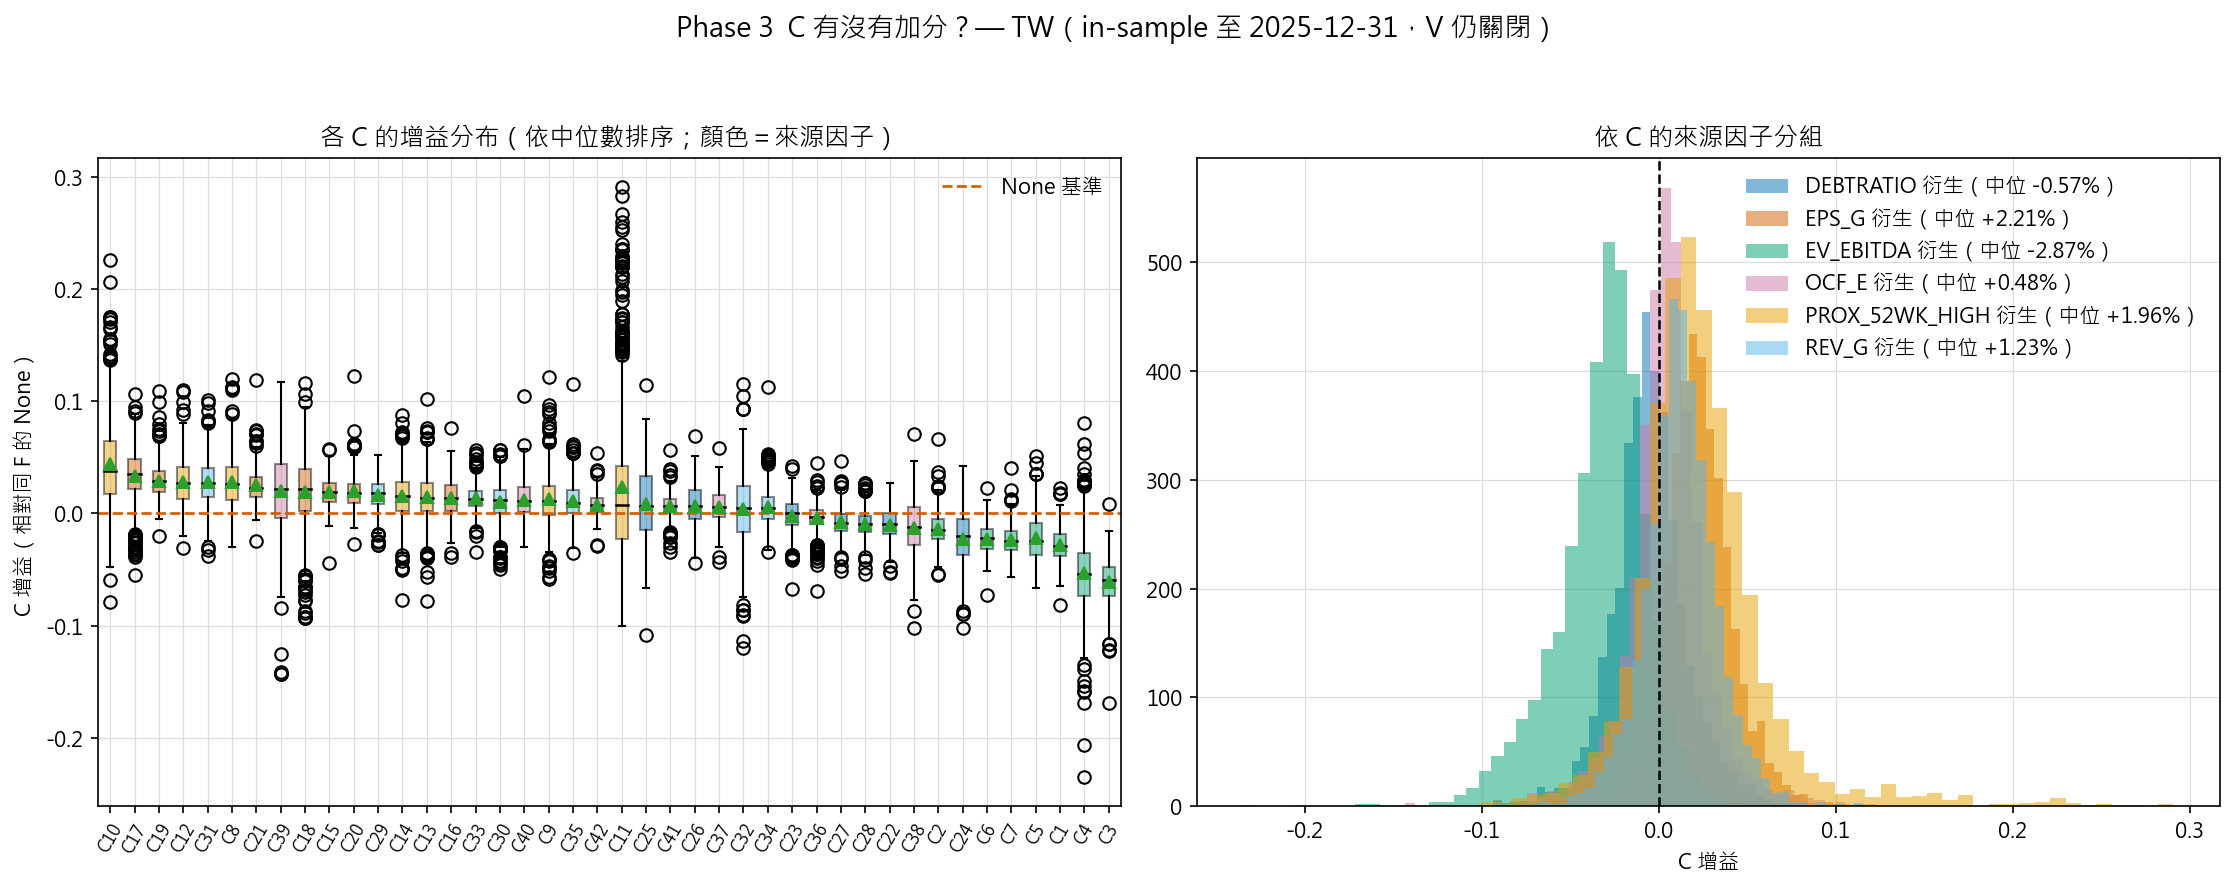 Phase 3  C 有沒有加分？— TW（in-sample 至 2025-12-31，V 仍關閉）
各 C 的增益分布（依中位數排序；顏色＝來源因子）
None 基準
C 增益（相對同 F 的 None）
0.3
0.2
0.1
0.0
-0.1
-0.2
C10 C17 C19 C12 C31 C8 C21 C39 C18 C15 C20 C29 C14 C13 C16 C33 C30 C40 C9 C35 C42 C11 C25 C41 C26 C37 C32 C34 C23 C36 C27 C28 C22 C38 C2 C24 C6 C7 C5 C1 C4 C3
依 C 的來源因子分組
DEBTRATIO 衍生（中位 -0.57%）
EPS_G 衍生（中位 +2.21%）
EV_EBITDA 衍生（中位 -2.87%）
OCF_E 衍生（中位 +0.48%）
PROX_52WK_HIGH 衍生（中位 +1.96%）
REV_G 衍生（中位 +1.23%）
500
400
300
200
100
0
-0.2 -0.1 0.0 0.1 0.2 0.3
C 增益